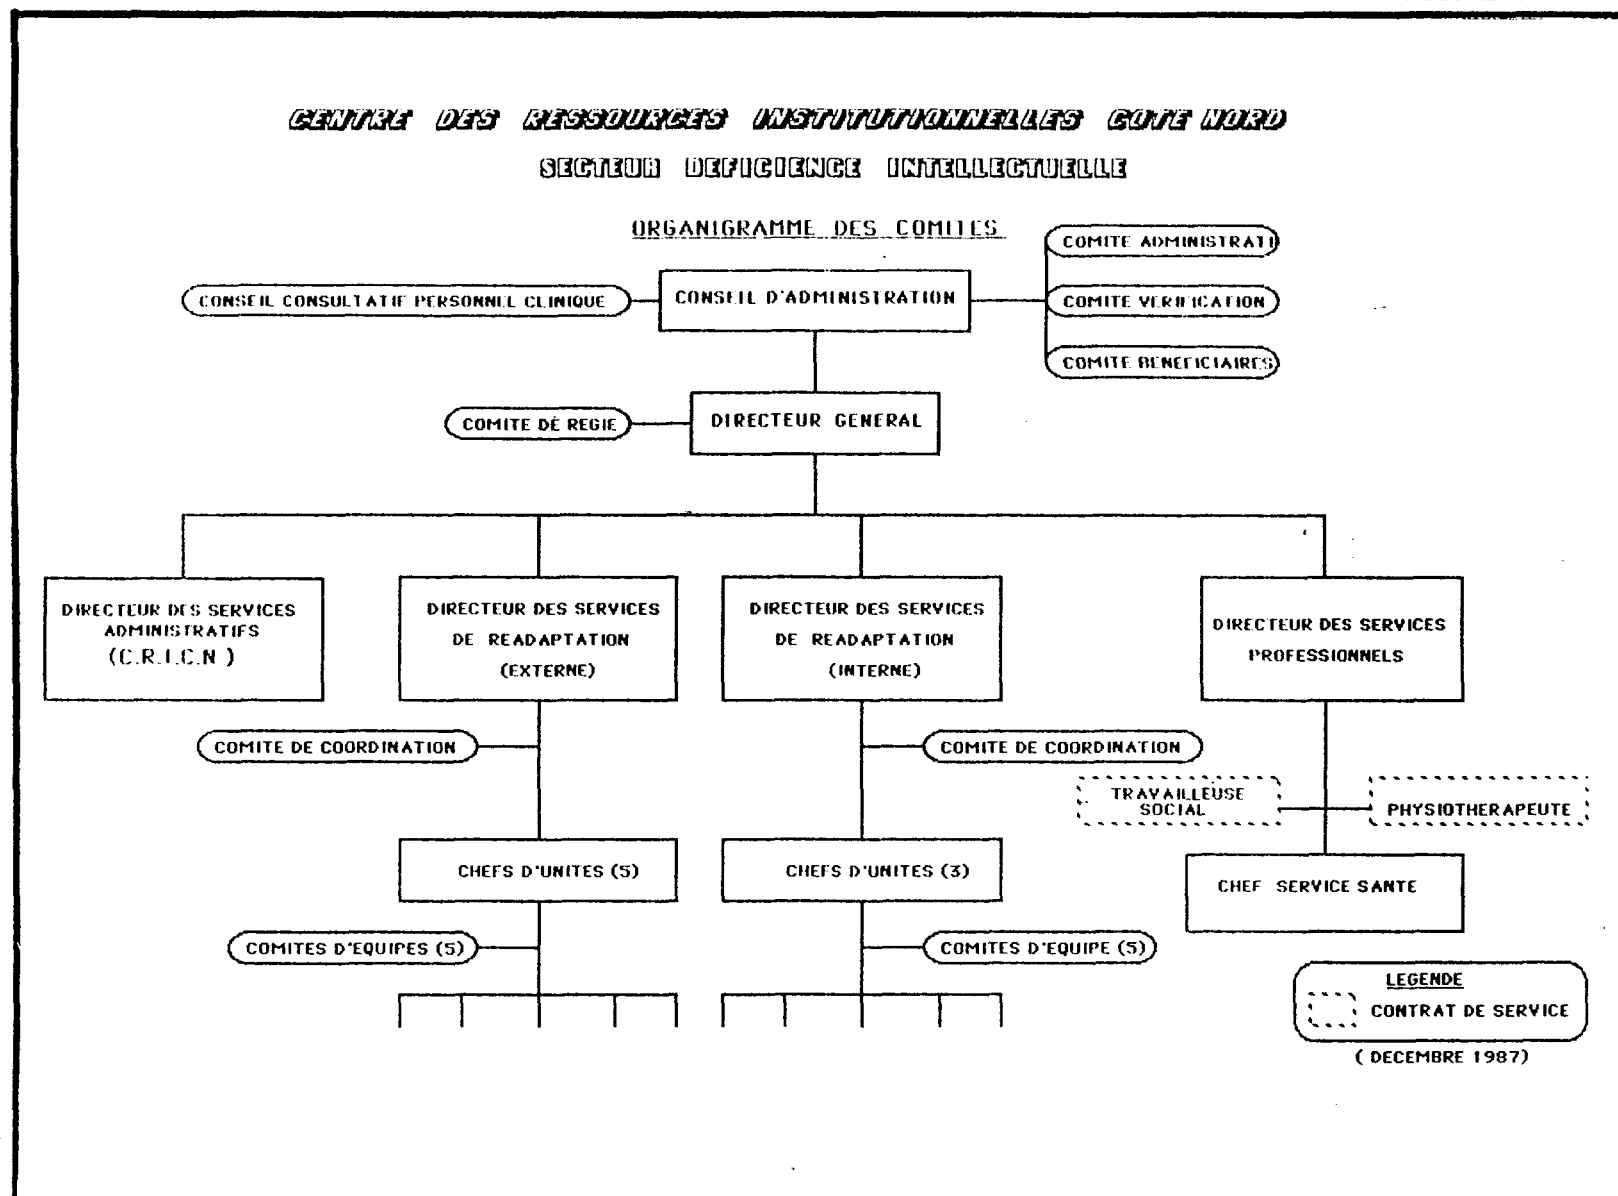 CENTRE DES RESSOURCES INSTITUTIONNELLES COTE NORD
SECTEUR DEFICIENCE INTELLECTUELLE
ORGANIGRAMME DES COMITES
COMITE ADMINISTRATI
CONSEIL CONSULTATIF PERSONNEL CLINIQUE
CONSEIL D'ADMINISTRATION
COMITE VERIFICATION
COMITE BENEFICIAIRES
COMITE DE REGIE
DIRECTEUR GENERAL
DIRECTEUR DES SERVICES
ADMINISTRATIFS
(C.R.I.C.N )
DIRECTEUR DES SERVICES
DE READAPTATION
(EXTERNE)
DIRECTEUR DES SERVICES
DE READAPTATION
(INTERNE)
DIRECTEUR DES SERVICES
PROFESSIONNELS
COMITE DE COORDINATION
COMITE DE COORDINATION
TRAVAILLEUSE
SOCIAL
PHYSIOTHERAPEUTE
CHEFS D'UNITES (5)
CHEFS D'UNITES (3)
CHEF SERVICE SANTE
COMITES D'EQUIPES (5)
COMITES D'EQUIPE (5)
LEGENDE
CONTRAT DE SERVICE
( DECEMBRE 1987)